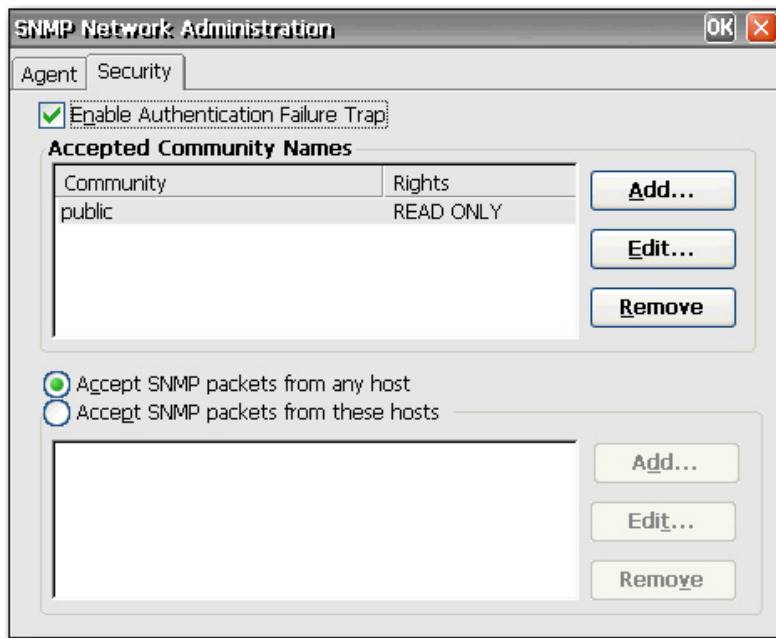 SNMP Network Administration OK
Agent Security
Enable Authentication Failure Trap
Accepted Community Names
Community Rights
public READ ONLY
Add...
Edit...
Remove
Accept SNMP packets from any host
Accept SNMP packets from these hosts
Add...
Edit...
Remove